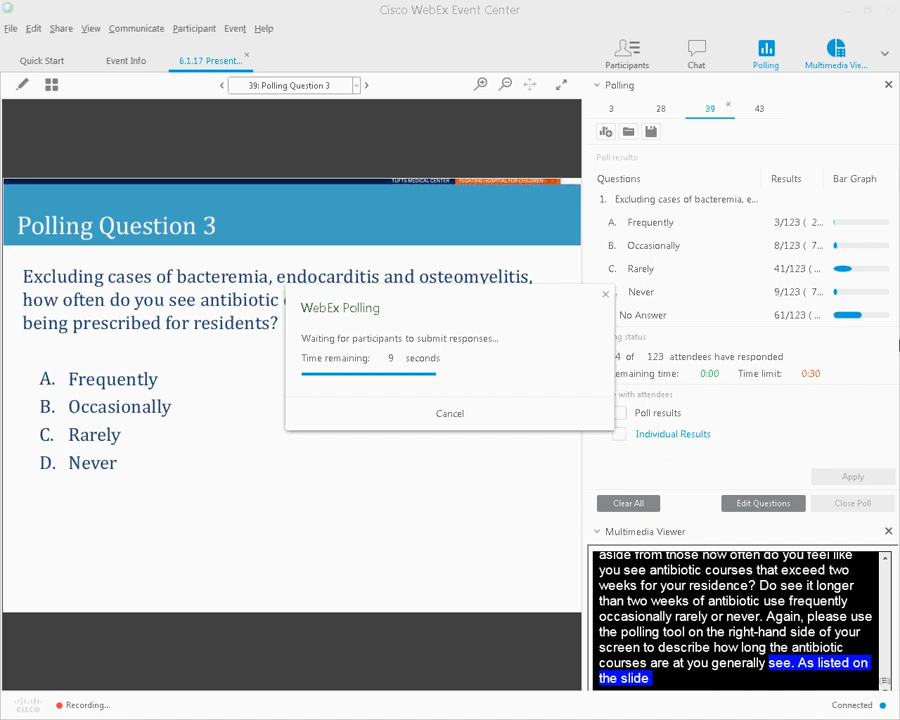 Cisco WebEx Event Center
File Edit Share View Communicate Participant Event Help
Quick Start Event Info 6.1.17 Present...
Participants Chat Polling Multimedia Vie...
39: Polling Question 3
TUFTS MEDICAL CENTER FLOATING HOSPITAL FOR CHILDREN
Polling Question 3
Excluding cases of bacteremia, endocarditis and osteomyelitis,
how often do you see antibiotic
being prescribed for residents?
A. Frequently
B. Occasionally
C. Rarely
D. Never
WebEx Polling
Waiting for participants to submit responses...
Time remaining: 9 seconds
Cancel
Polling
3 28 39 43
Poll results:
Questions Results Bar Graph
1. Excluding cases of bacteremia, e...
A. Frequently 3/123 ( 2...
B. Occasionally 8/123 ( 7...
C. Rarely 41/123 ( ...
Never 9/123 ( 7...
No Answer 61/123 ( ...
status
4 of 123 attendees have responded
emaining time: 0:00 Time limit: 0:30
with attendees
Poll results
Individual Results
Apply
Clear All Edit Questions Close Poll
Multimedia Viewer
aside from those how often do you feel like
you see antibiotic courses that exceed two
weeks for your residence? Do see it longer
than two weeks of antibiotic use frequently
occasionally rarely or never. Again, please use
the polling tool on the right-hand side of your
screen to describe how long the antibiotic
courses are at you generally see. As listed on
the slide
cisco Recording... Connected